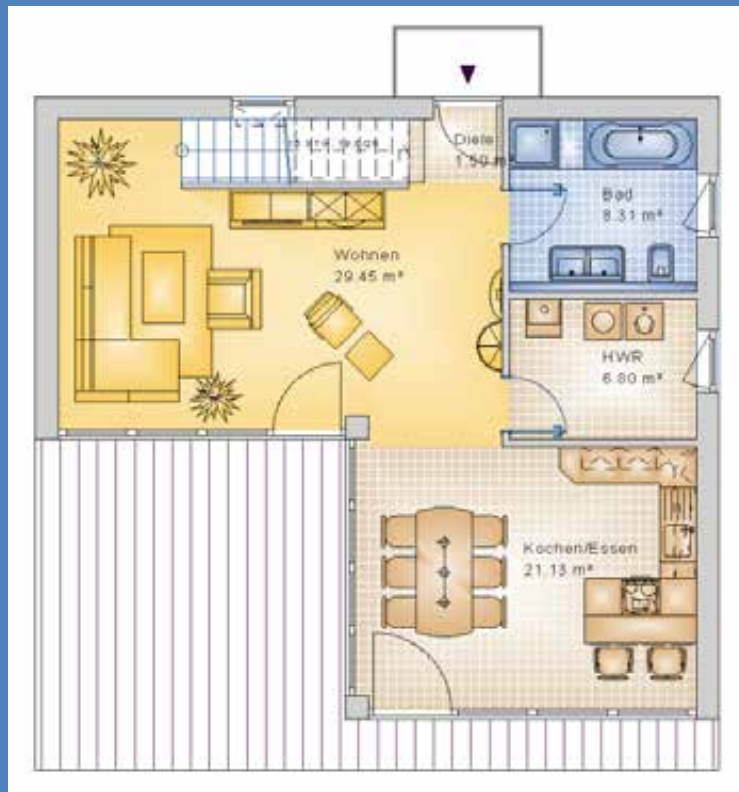 Diele
1.50 m²
Bad
8.31 m²
Wohnen
29.45 m²
HWR
6.80 m²
Kochen/Essen
21.13 m²